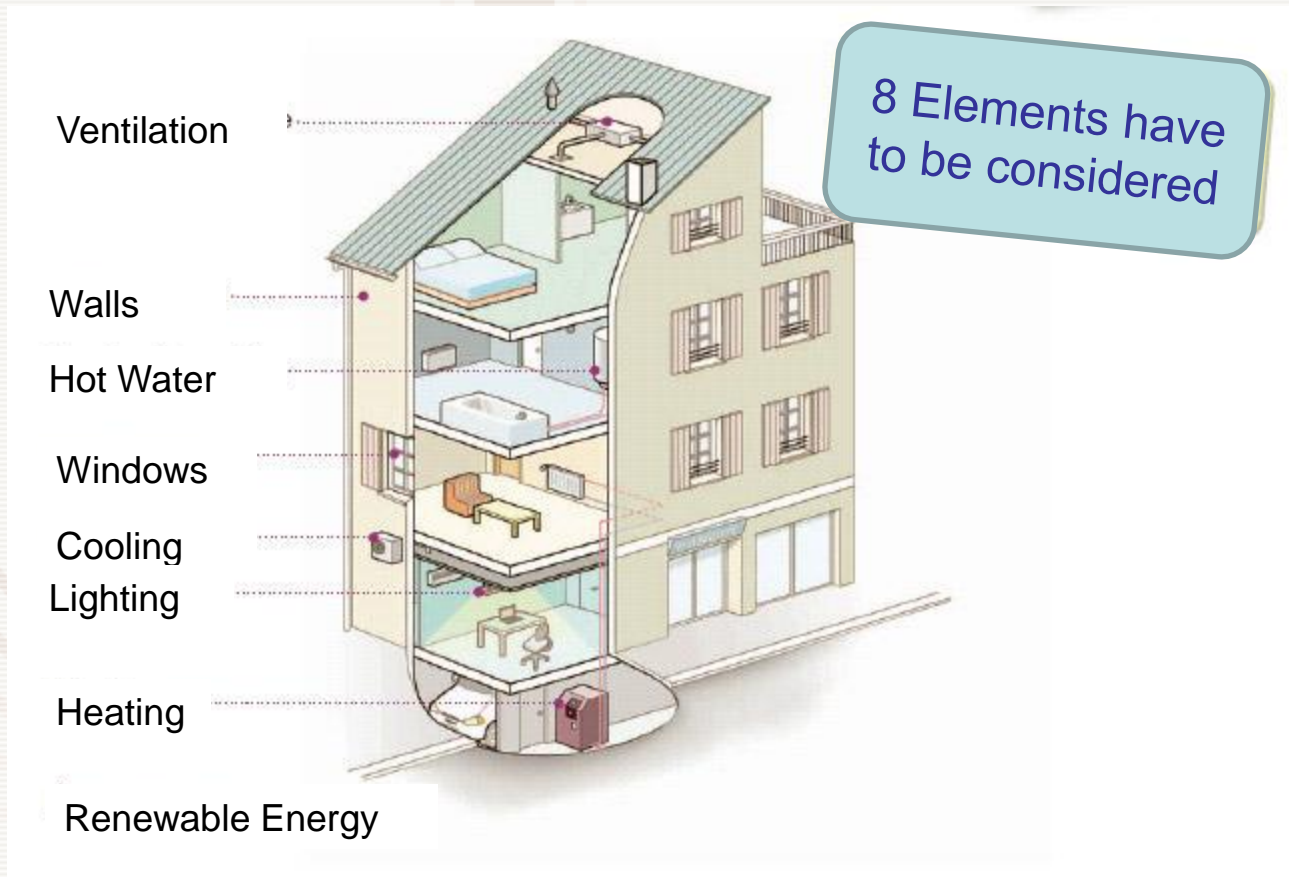 8 Elements have
to be considered
Ventilation
Walls
Hot Water
Windows
Cooling
Lighting
Heating
Renewable Energy